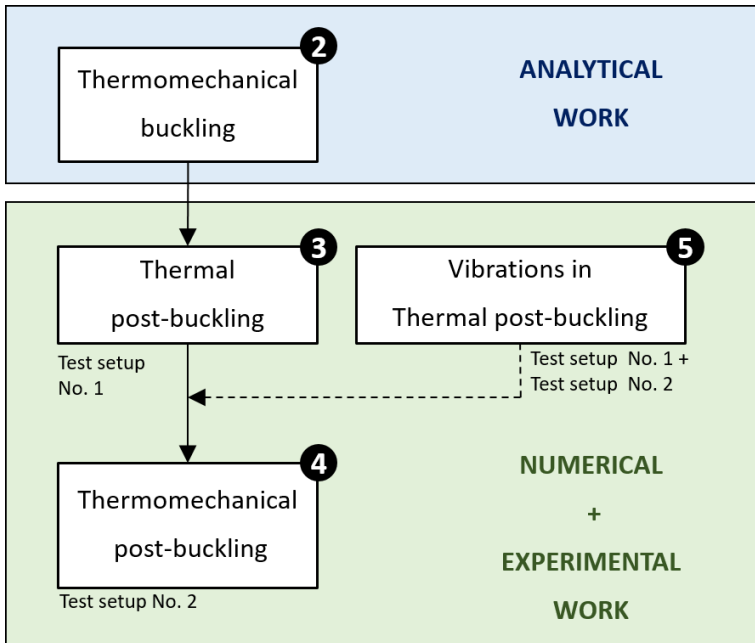 2
Thermomechanical
buckling
ANALYTICAL
WORK
3
Thermal
post-buckling
Test setup
No. 1
5
Vibrations in
Thermal post-buckling
Test setup No. 1 +
Test setup No. 2
4
Thermomechanical
post-buckling
Test setup No. 2
NUMERICAL
+
EXPERIMENTAL
WORK